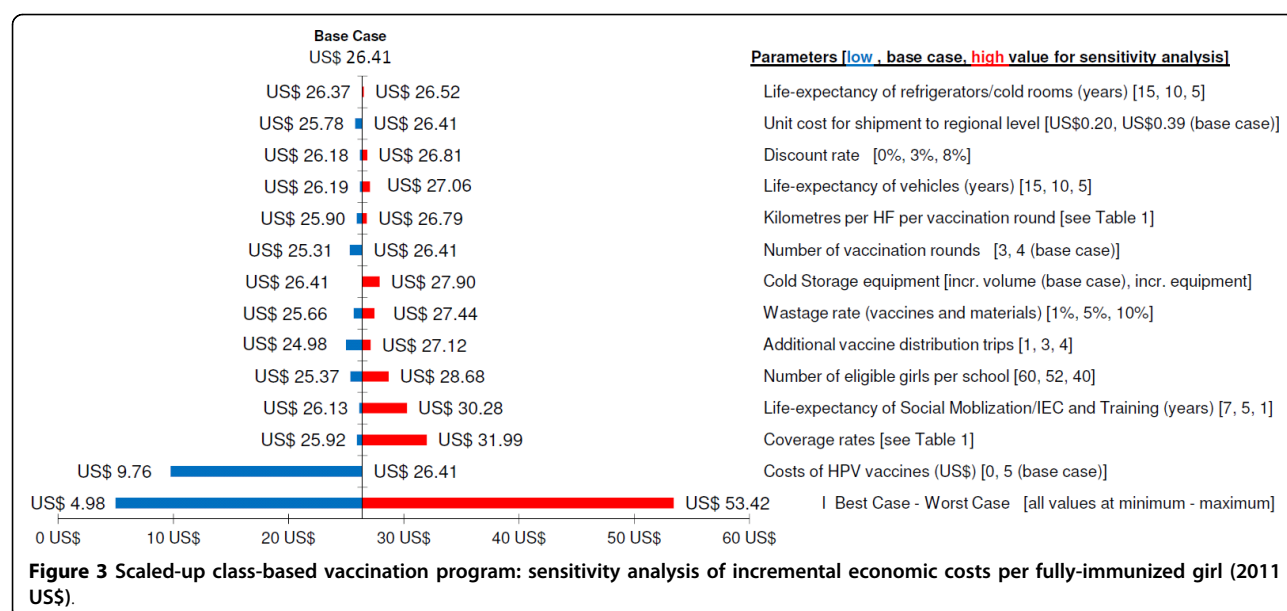 Base Case
US$ 26.41
Parameters [low , base case, high value for sensitivity analysis]
US$ 26.37 US$ 26.52 Life-expectancy of refrigerators/cold rooms (years) [15, 10, 5]
US$ 25.78 US$ 26.41 Unit cost for shipment to regional level [US$0.20, US$0.39 (base case)]
US$ 26.18 US$ 26.81 Discount rate [0%, 3%, 8%]
US$ 26.19 US$ 27.06 Life-expectancy of vehicles (years) [15, 10, 5]
US$ 25.90 US$ 26.79 Kilometres per HF per vaccination round [see Table 1]
US$ 25.31 US$ 26.41 Number of vaccination rounds [3, 4 (base case)]
US$ 26.41 US$ 27.90 Cold Storage equipment [incr. volume (base case), incr. equipment]
US$ 25.66 US$ 27.44 Wastage rate (vaccines and materials) [1%, 5%, 10%]
US$ 24.98 US$ 27.12 Additional vaccine distribution trips [1, 3, 4]
US$ 25.37 US$ 28.68 Number of eligible girls per school [60, 52, 40]
US$ 26.13 US$ 30.28 Life-expectancy of Social Moblization/IEC and Training (years) [7, 5, 1]
US$ 25.92 US$ 31.99 Coverage rates [see Table 1]
US$ 9.76 US$ 26.41 Costs of HPV vaccines (US$) [0, 5 (base case)]
US$ 4.98 US$ 53.42 l Best Case - Worst Case [all values at minimum - maximum]
0 US$ 10 US$ 20 US$ 30 US$ 40 US$ 50 US$ 60 US$
Figure 3 Scaled-up class-based vaccination program: sensitivity analysis of incremental economic costs per fully-immunized girl (2011
US$).